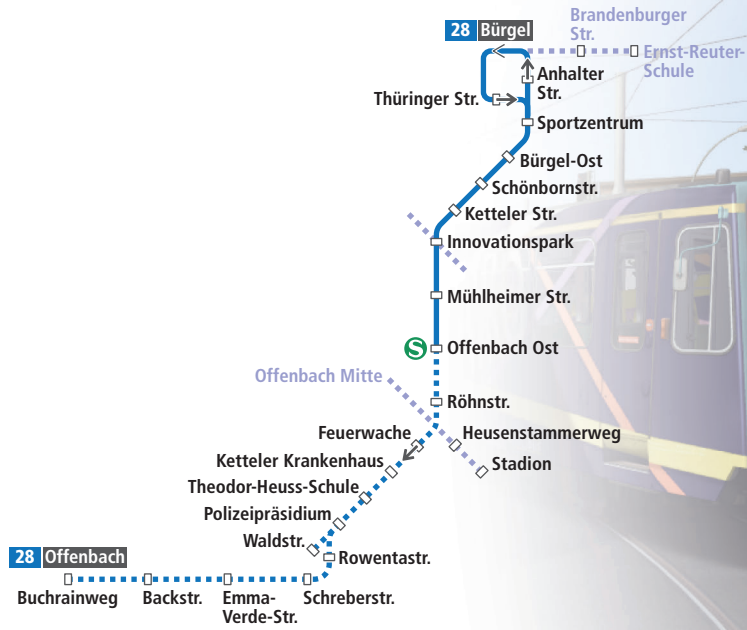 Brandenburger
Str.
28 Bürgel
Ernst-Reuter-
Schule
Anhalter
Str.
Thüringer Str.
Sportzentrum
Bürgel-Ost
Schönbornstr.
Ketteler Str.
Innovationspark
Mühlheimer Str.
S Offenbach Ost
Offenbach Mitte
Röhnstr.
Feuerwache
Heusenstammerweg
Ketteler Krankenhaus
Stadion
Theodor-Heuss-Schule
Polizeipräsidium
Waldstr.
28 Offenbach
Rowentastr.
Buchrainweg
Backstr.
Emma-
Verde-Str.
Schreberstr.